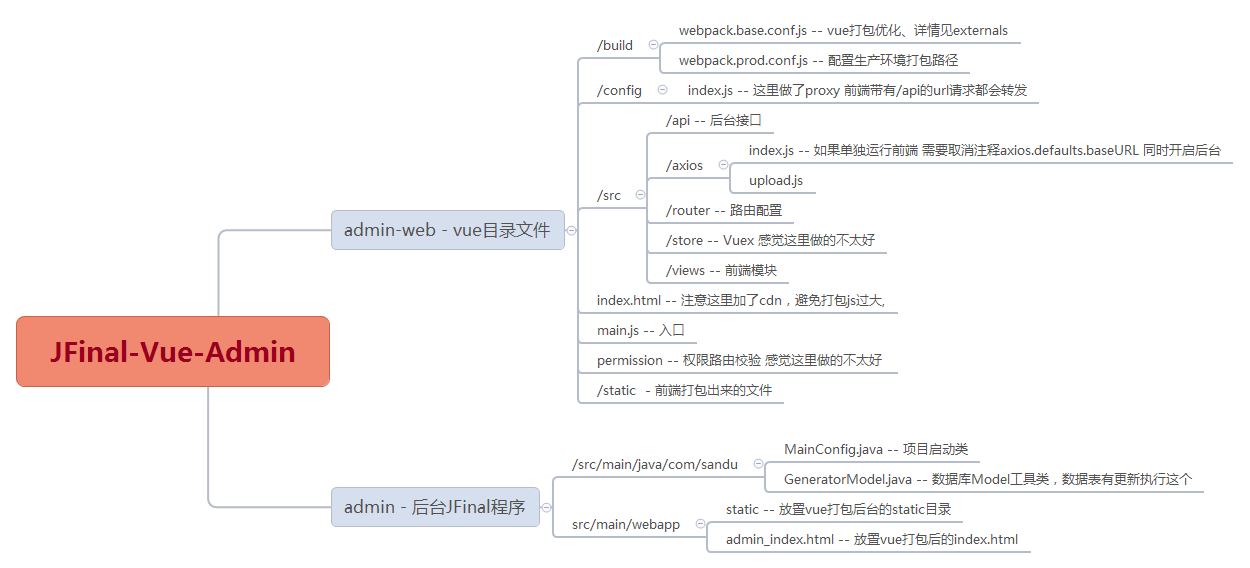 JFinal-Vue-Admin
admin-web - vue目录文件
/build
webpack.base.conf.js -- vue打包优化、详情见externals
webpack.prod.conf.js -- 配置生产环境打包路径
/config
index.js -- 这里做了proxy 前端带有/api的url请求都会转发
/src
/api -- 后台接口
/axios
index.js -- 如果单独运行前端 需要取消注释axios.defaults.baseURL 同时开启后台
upload.js
/router -- 路由配置
/store -- Vuex 感觉这里做的不太好
/views -- 前端模块
index.html -- 注意这里加了cdn，避免打包js过大,
main.js -- 入口
permission -- 权限路由校验 感觉这里做的不太好
/static - 前端打包出来的文件
admin - 后台JFinal程序
/src/main/java/com/sandu
MainConfig.java -- 项目启动类
GeneratorModel.java -- 数据库Model工具类，数据表有更新执行这个
src/main/webapp
static -- 放置vue打包后台的static目录
admin_index.html -- 放置vue打包后的index.html